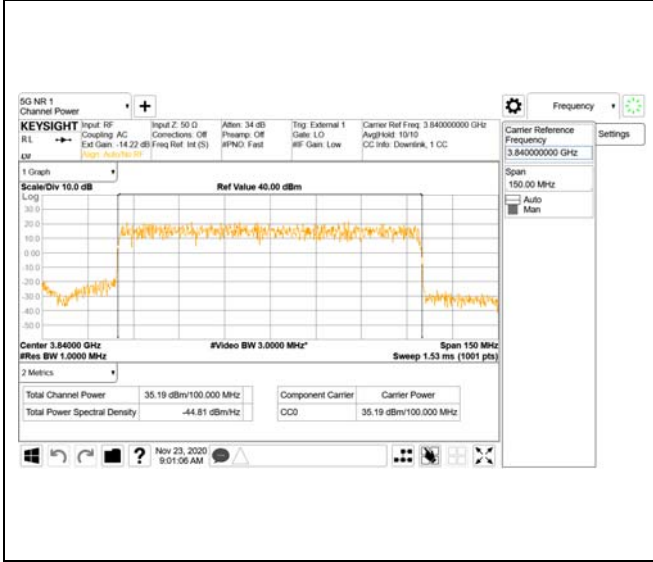 5G NR 1
Channel Power
Frequency
KEYSIGHT
RL
Input: RF
Coupling: AC
Ext Gain: -14.22 dB
Align: Auto/No RF
Input Z: 50 Ω
Corrections: Off
Freq Ref: Int (S)
Atten: 34 dB
Preamp: Off
#PNO: Fast
Trig: External 1
Gate: LO
#IF Gain: Low
Carrier Ref Freq: 3.840000000 GHz
Avg|Hold: 10/10
CC Info: Downlink, 1 CC
Carrier Reference
Frequency
3.840000000 GHz
Settings
Span
150.00 MHz
Auto
Man
1 Graph
Scale/Div 10.0 dB
Ref Value 40.00 dBm
Log
30.0
20.0
10.0
0.00
-10.0
-20.0
-30.0
-40.0
-50.0
Center 3.84000 GHz
#Video BW 3.0000 MHz*
Span 150 MHz
#Res BW 1.0000 MHz
Sweep 1.53 ms (1001 pts)
2 Metrics
Total Channel Power 35.19 dBm/100.000 MHz
Total Power Spectral Density -44.81 dBm/Hz
Component Carrier Carrier Power
CC0 35.19 dBm/100.000 MHz
?
Nov 23, 2020
9:01:06 AM